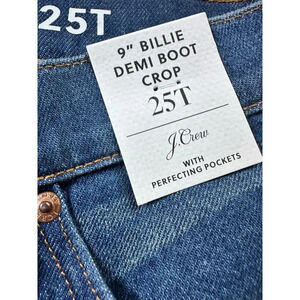 25T
9" BILLIE
DEMI BOOT
CROP
25T
J.Crew
WITH
PERFECTING POCKETS